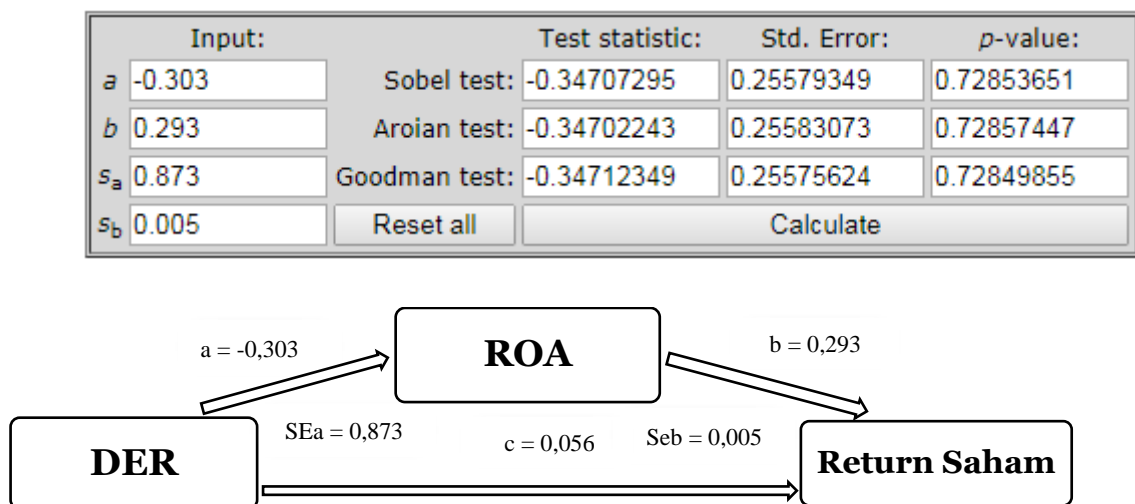 Input: Test statistic: Std. Error: p-value:
a -0.303 Sobel test: -0.34707295 0.25579349 0.72853651
b 0.293 Aroian test: -0.34702243 0.25583073 0.72857447
sa 0.873 Goodman test: -0.34712349 0.25575624 0.72849855
sb 0.005 Reset all Calculate
a = -0,303
ROA
b = 0,293
DER
SEa = 0,873
c = 0,056
Seb = 0,005
Return Saham